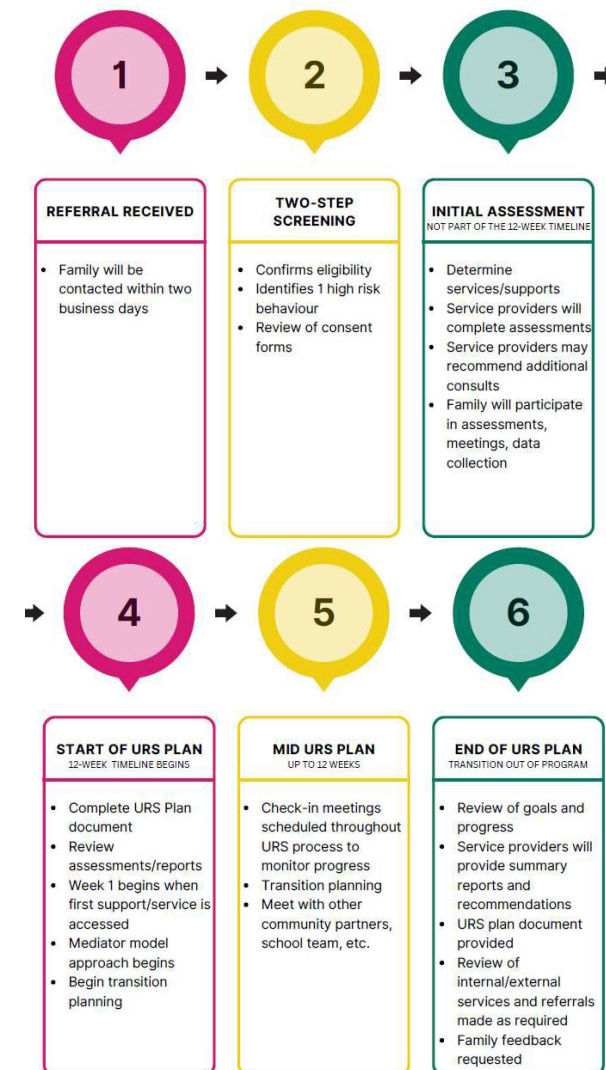 1
2
3
REFERRAL RECEIVED
• Family will be
contacted within two
business days
TWO-STEP
SCREENING
• Confirms eligibility
• Identifies 1 high risk
behaviour
• Review of consent
forms
INITIAL ASSESSMENT
NOT PART OF THE 12-WEEK TIMELINE
• Determine
services/supports
• Service providers will
complete assessments
• Service providers may
recommend additional
consults
• Family will participate
in assessments,
meetings, data
collection
4
5
6
START OF URS PLAN
12-WEEK TIMELINE BEGINS
• Complete URS Plan
document
• Review
assessments/reports
• Week 1 begins when
first support/service is
accessed
• Mediator model
approach begins
• Begin transition
planning
MID URS PLAN
UP TO 12 WEEKS
• Check-in meetings
scheduled throughout
URS process to
monitor progress
• Transition planning
• Meet with other
community partners,
school team, etc.
END OF URS PLAN
TRANSITION OUT OF PROGRAM
• Review of goals and
progress
• Service providers will
provide summary
reports and
recommendations
• URS plan document
provided
• Review of
internal/external
services and referrals
made as required
• Family feedback
requested